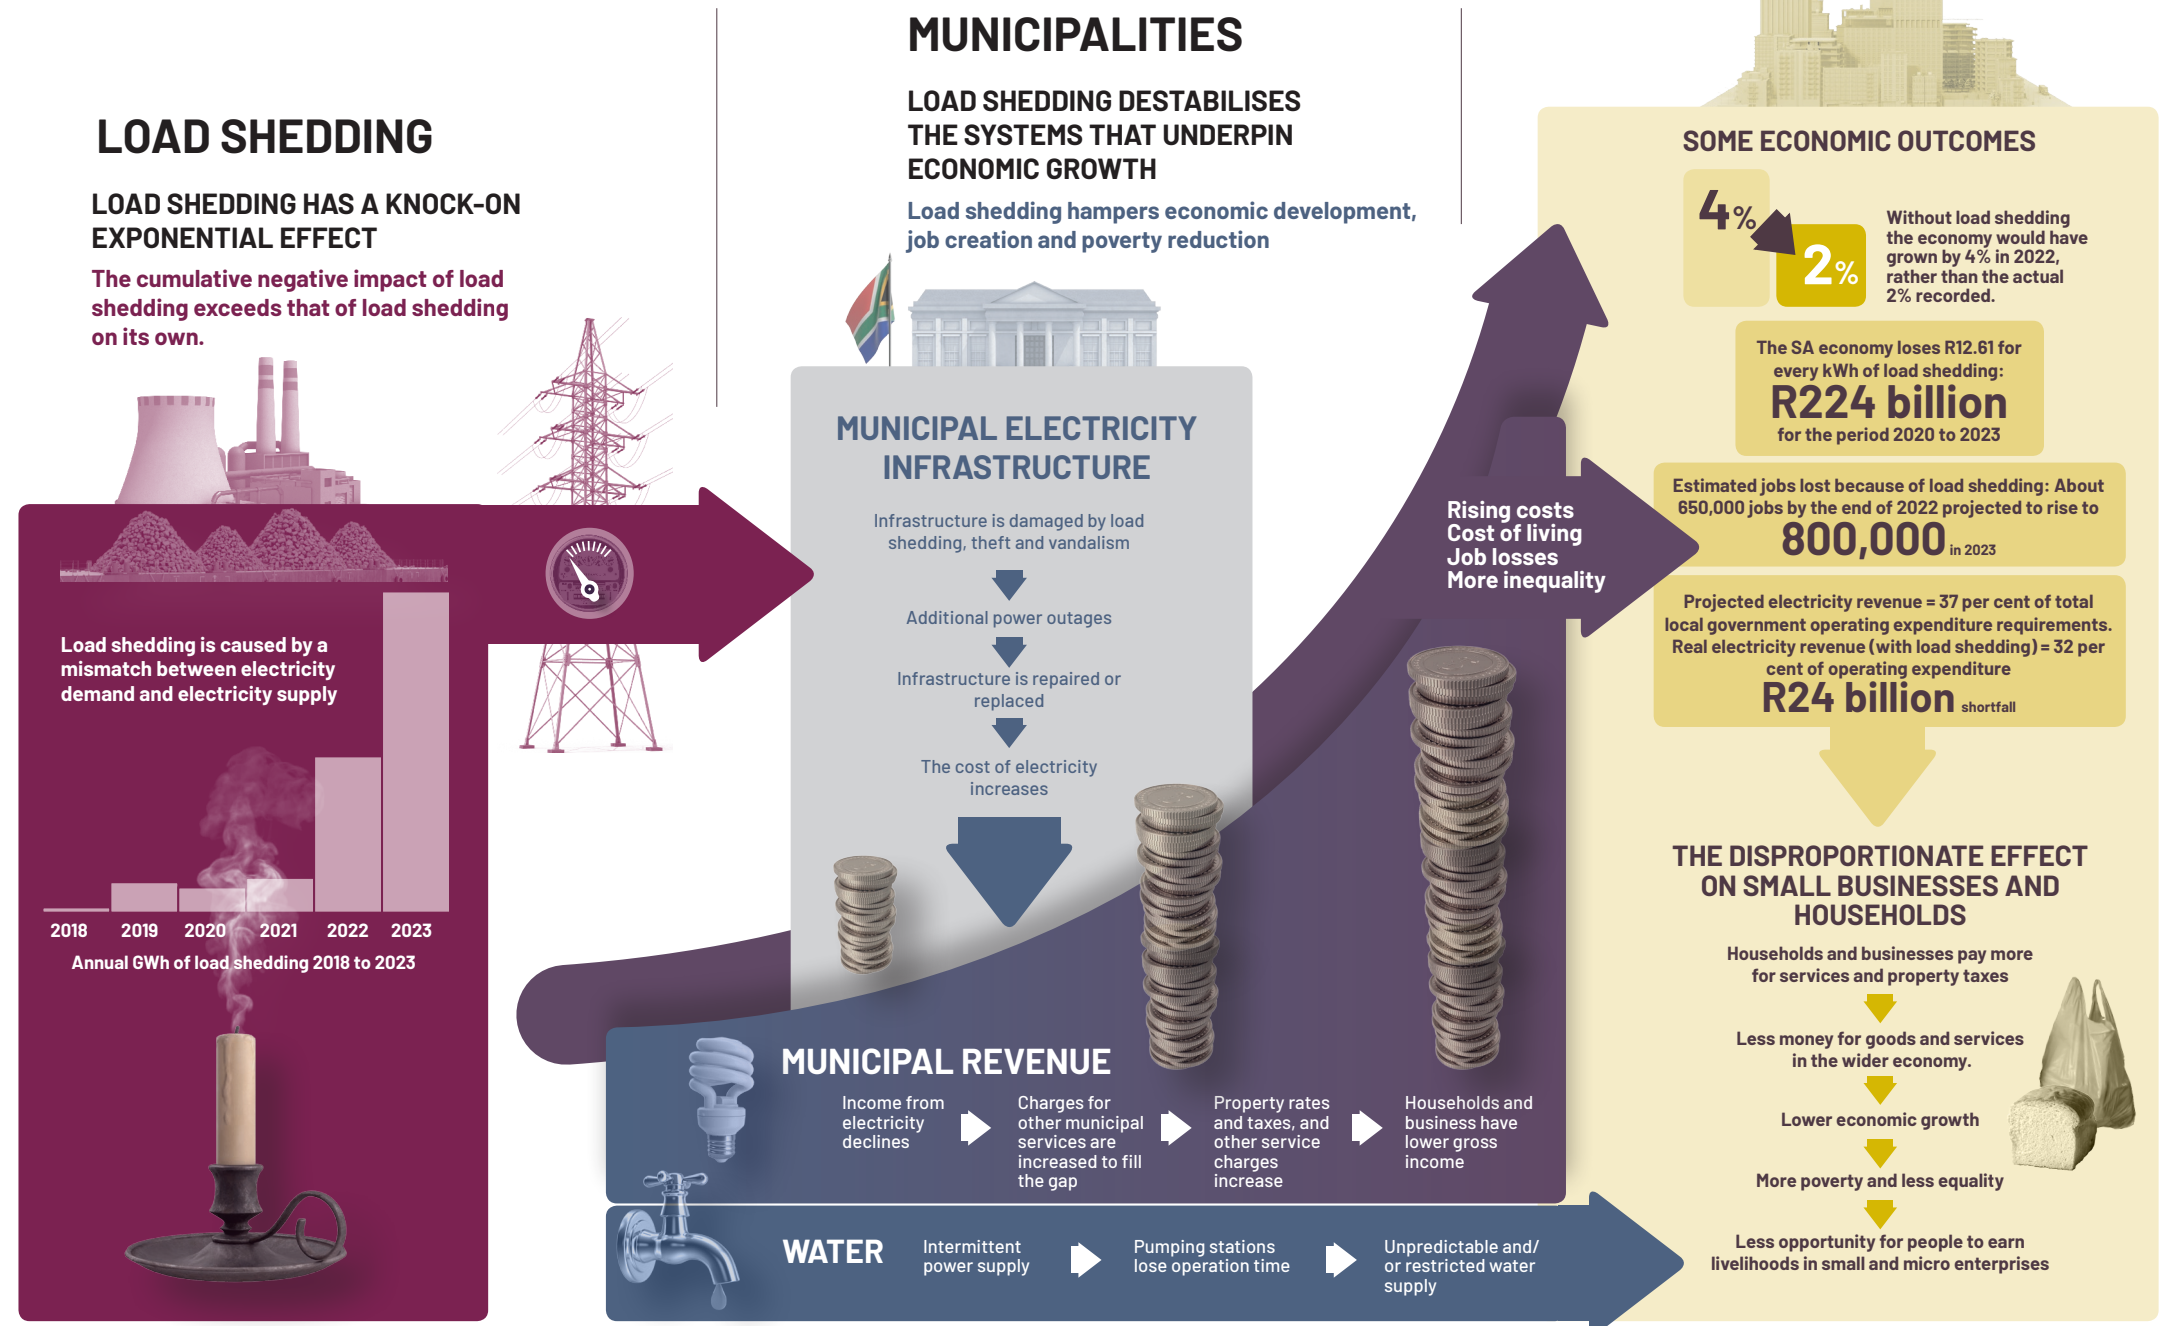 LOAD SHEDDING
LOAD SHEDDING HAS A KNOCK-ON
EXPONENTIAL EFFECT
The cumulative negative impact of load
shedding exceeds that of load shedding
on its own.
Load shedding is caused by a
mismatch between electricity
demand and electricity supply
2018 2019 2020 2021 2022 2023
Annual GWh of load shedding 2018 to 2023
MUNICIPALITIES
LOAD SHEDDING DESTABILISES
THE SYSTEMS THAT UNDERPIN
ECONOMIC GROWTH
Load shedding hampers economic development,
job creation and poverty reduction
MUNICIPAL ELECTRICITY
INFRASTRUCTURE
Infrastructure is damaged by load
shedding, theft and vandalism
Additional power outages
Infrastructure is repaired or
replaced
The cost of electricity
increases
MUNICIPAL REVENUE
Income from
electricity
declines
Charges for
other municipal
services are
increased to fill
the gap
Property rates
and taxes, and
other service
charges
increase
Households and
business have
lower gross
income
WATER
Intermittent
power supply
Pumping stations
lose operation time
Unpredictable and/
or restricted water
supply
Rising costs
Cost of living
Job losses
More inequality
SOME ECONOMIC OUTCOMES
4%
2%
Without load shedding
the economy would have
grown by 4% in 2022,
rather than the actual
2% recorded.
The SA economy loses R12.61 for
every kWh of load shedding:
R224 billion
for the period 2020 to 2023
Estimated jobs lost because of load shedding: About
650,000 jobs by the end of 2022 projected to rise to
800,000 in 2023
Projected electricity revenue = 37 per cent of total
local government operating expenditure requirements.
Real electricity revenue (with load shedding) = 32 per
cent of operating expenditure
R24 billion shortfall
THE DISPROPORTIONATE EFFECT
ON SMALL BUSINESSES AND
HOUSEHOLDS
Households and businesses pay more
for services and property taxes
Less money for goods and services
in the wider economy.
Lower economic growth
More poverty and less equality
Less opportunity for people to earn
livelihoods in small and micro enterprises